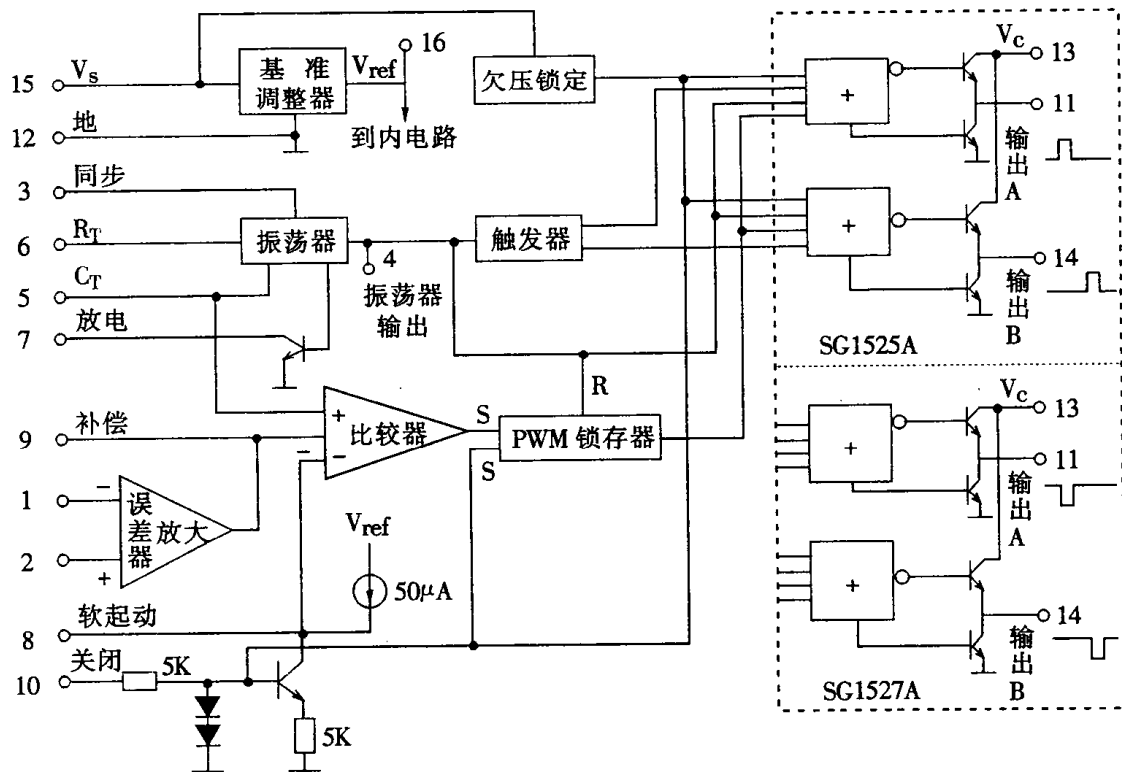 15 Vs
基准
调整器
Vref
16
到内电路
12 地
欠压锁定
3 同步
6 RT
振荡器
4
振荡器
输出
触发器
5 CT
7 放电
9 补偿
+
−
−
比较器
S
S
R
PWM 锁存器
1 −
2 +
误
差放大
器
Vref
50μA
8 软起动
10 关闭
5K
5K
+
Vc
13
11
输
出
A
+
14
输
出
B
SG1525A
+
Vc
13
11
输
出
A
+
14
输
出
B
SG1527A